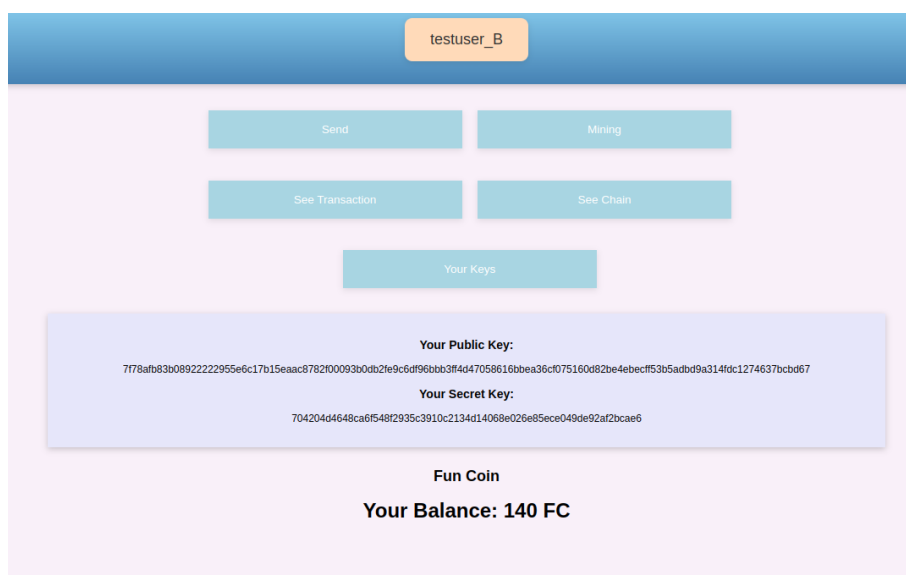 testuser_B
Send
Mining
See Transaction
See Chain
Your Keys
Your Public Key:
7f78afb83b08922222955e6c17b15eaac8782f00093b0db2fe9c6df96bbb3ff4d47058616bbea36cf075160d82be4ebecff53b5adbd9a314fdc1274637bcbd67
Your Secret Key:
704204d4648ca6f548f2935c3910c2134d14068e026e85ece049de92af2bcae6
Fun Coin
Your Balance: 140 FC